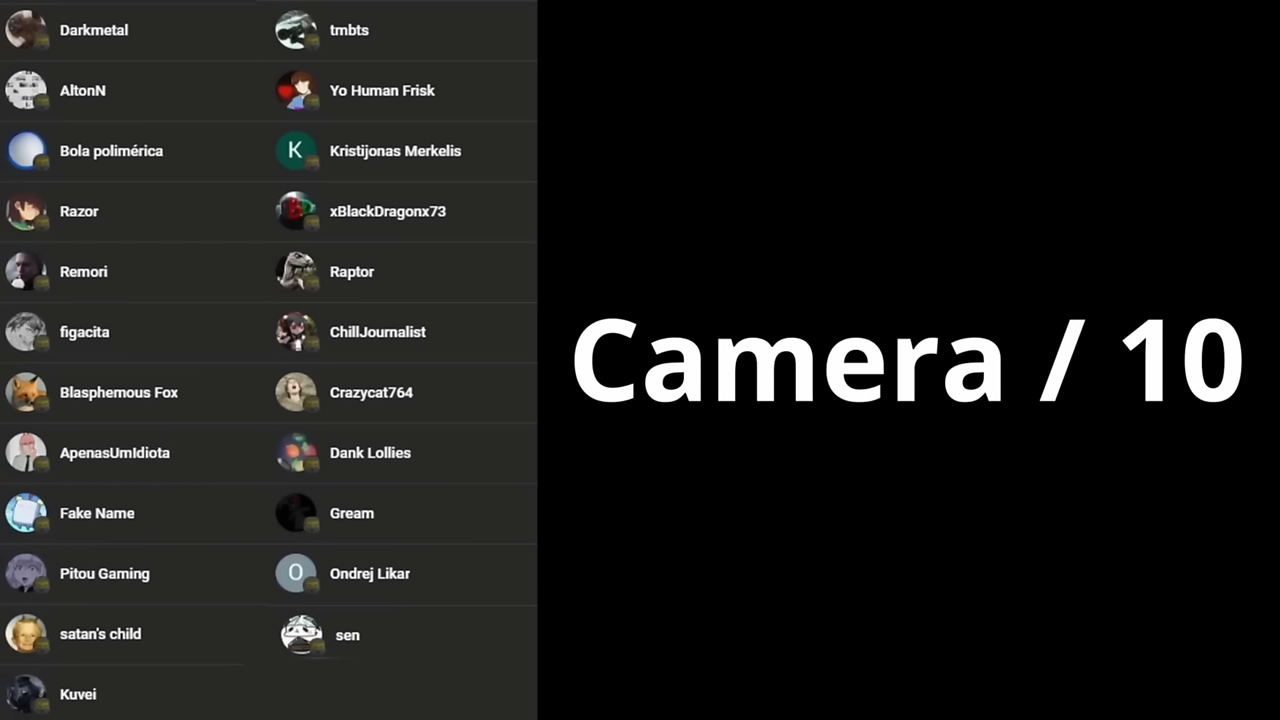 Darkmetal
AltonN
Bola polimérica
Razor
Remori
figacita
Blasphemous Fox
ApenasUmIdiota
Fake Name
Pitou Gaming
satan's child
Kuvei
tmbts
Yo Human Frisk
K
Kristijonas Merkelis
xBlackDragonx73
Raptor
ChillJournalist
Crazycat764
Dank Lollies
Gream
O
Ondrej Likar
sen
Camera / 10